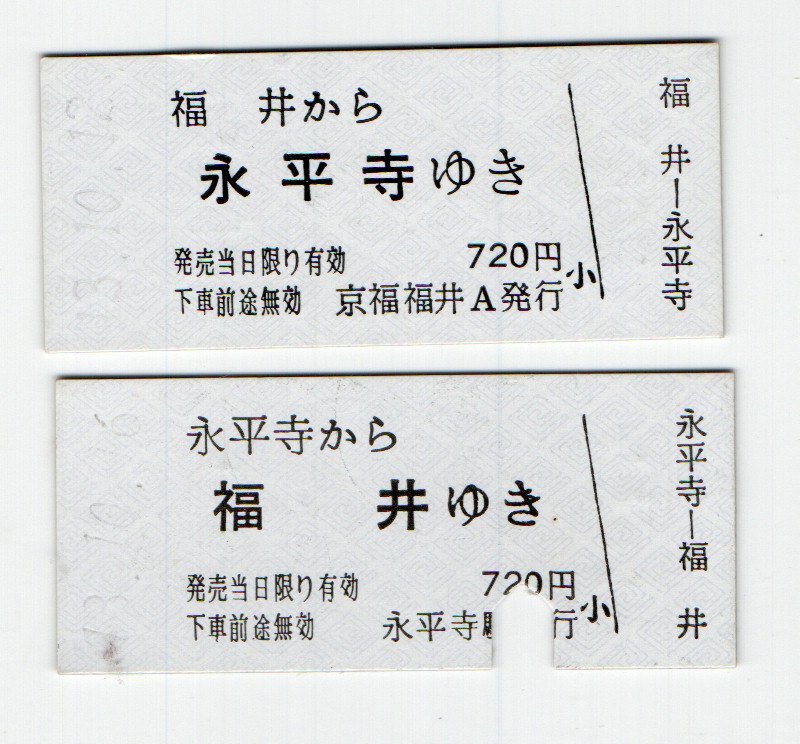 福 井から
永平寺ゆき
発売当日限り有効 720円
下車前途無効 京福福井A発行
小
福井―永平寺
永平寺から
福 井ゆき
発売当日限り有効 720円
下車前途無効 永平寺 行
小
永平寺―福井